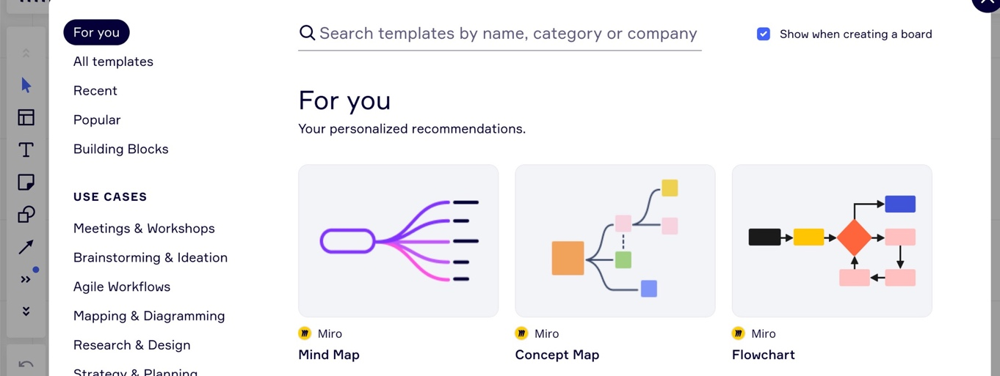 For you
All templates
Recent
Popular
Building Blocks
USE CASES
Meetings & Workshops
Brainstorming & Ideation
Agile Workflows
Mapping & Diagramming
Research & Design
Strategy & Planning
Search templates by name, category or company
Show when creating a board
For you
Your personalized recommendations.
Miro
Mind Map
Miro
Concept Map
Miro
Flowchart